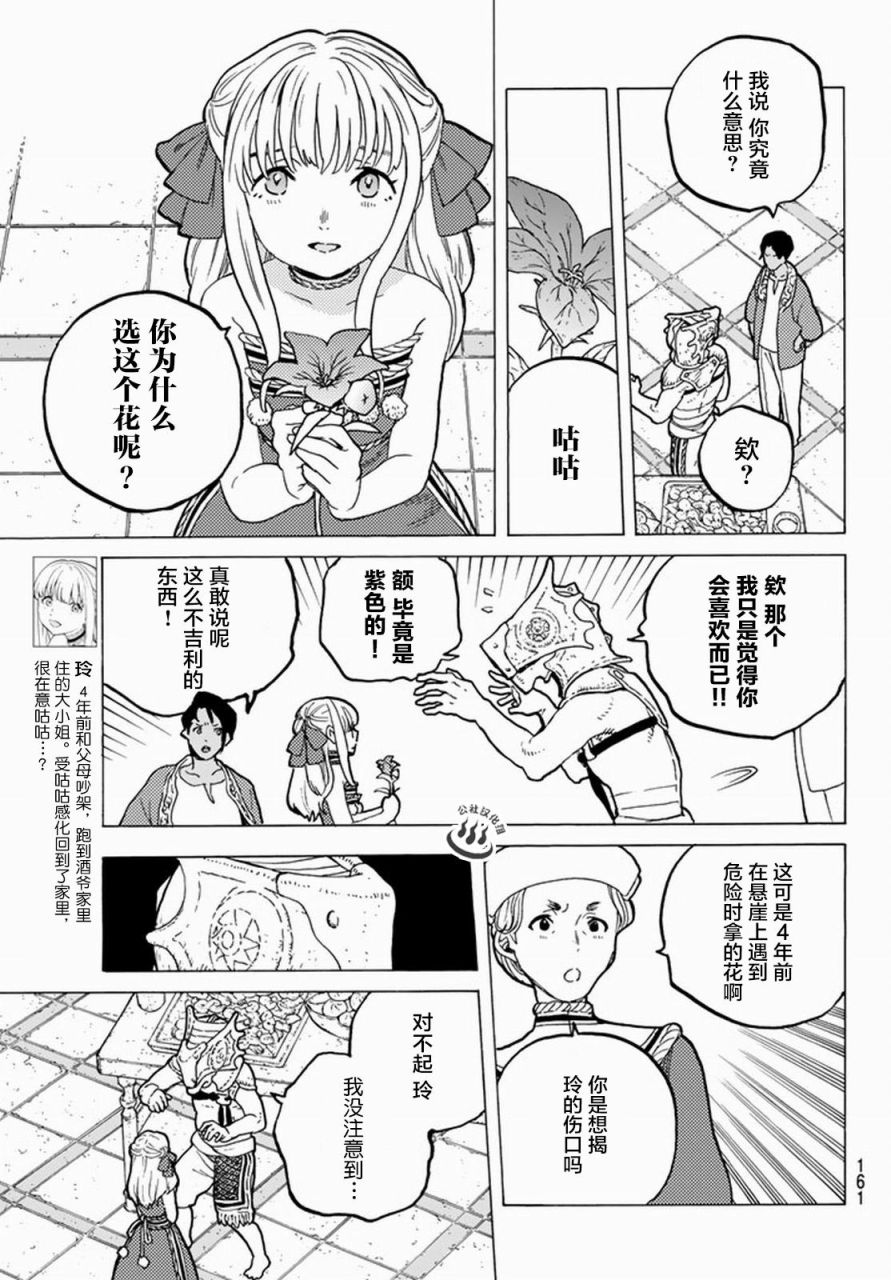 我说 你究竟
什么意思？
欸？
咕咕
你为什么
选这个花呢？
欸 那个
我只是觉得你
会喜欢而已!!
额 毕竟是
紫色的！
真敢说呢
这么不吉利的
东西！
玲 4年前和父母吵架，跑到酒爷家里
住的大小姐。受咕咕感化回到了家里，
很在意咕咕…？
公社汉化组
这可是4年前
在悬崖上遇到
危险时拿的花啊
你是想揭
玲的伤口吗
对不起 玲
我没注意到…
161